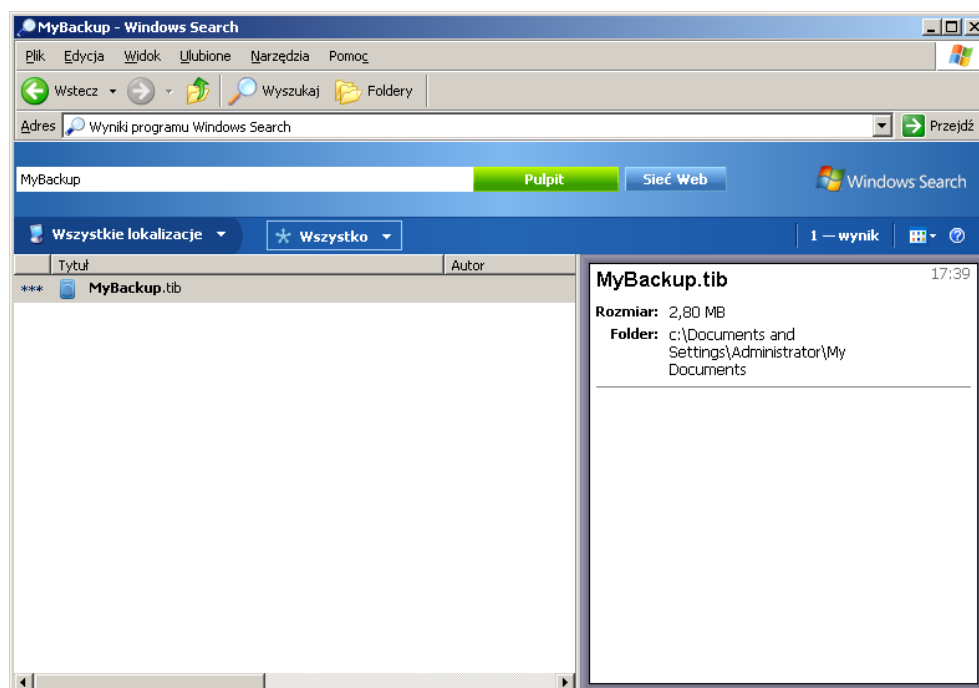 MyBackup - Windows Search
Plik Edycja Widok Ulubione Narzędzia Pomoc
Wstecz Wyszukaj Foldery
Adres Wyniki programu Windows Search Przejdź
MyBackup Pulpit Sieć Web Windows Search
Wszystkie lokalizacje Wszystko 1 — wynik
Tytuł Autor
*** MyBackup.tib
MyBackup.tib 17:39
Rozmiar: 2,80 MB
Folder: c:\Documents and
Settings\Administrator\My
Documents